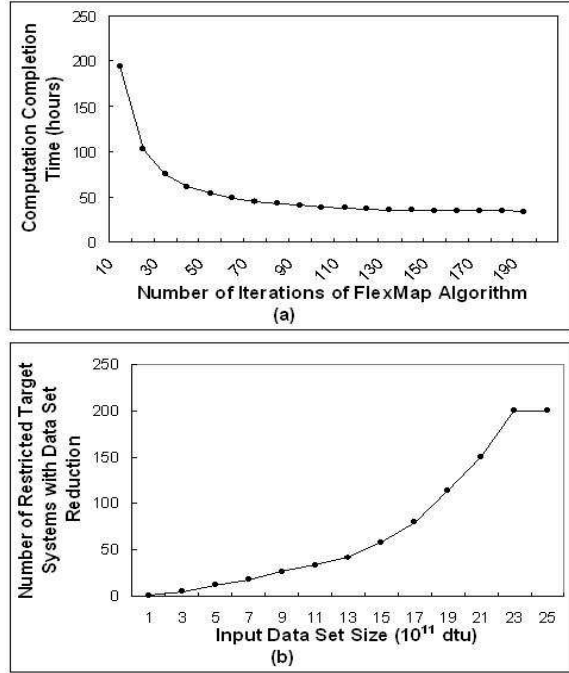 Computation Completion
Time (hours)
250
200
150
100
50
0
10
30
50
70
90
110
130
150
170
190
Number of Iterations of FlexMap Algorithm
(a)
Number of Restricted Target
Systems with Data Set
Reduction
250
200
150
100
50
0
1 3 5 7 9 11 13 15 17 19 21 23 25
Input Data Set Size (10¹¹ dtu)
(b)